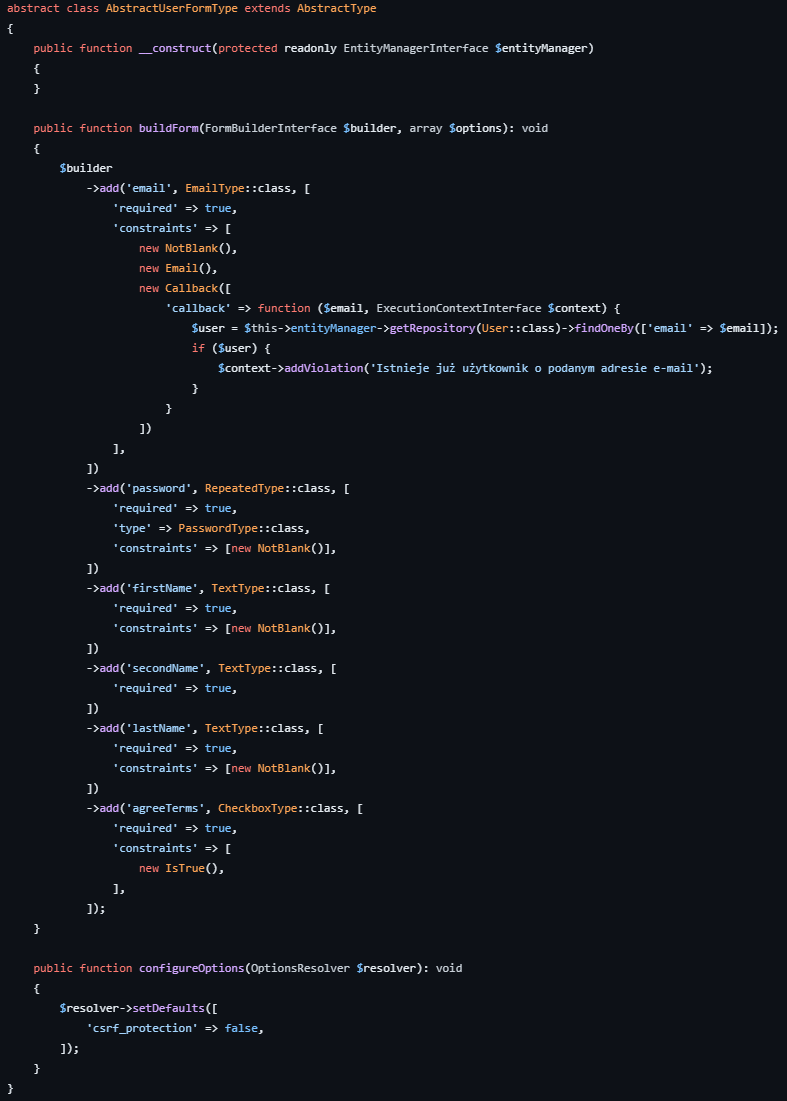 abstract class AbstractUserFormType extends AbstractType
{
    public function __construct(protected readonly EntityManagerInterface $entityManager)
    {
    }

    public function buildForm(FormBuilderInterface $builder, array $options): void
    {
        $builder
            ->add('email', EmailType::class, [
                'required' => true,
                'constraints' => [
                    new NotBlank(),
                    new Email(),
                    new Callback([
                        'callback' => function ($email, ExecutionContextInterface $context) {
                            $user = $this->entityManager->getRepository(User::class)->findOneBy(['email' => $email]);
                            if ($user) {
                                $context->addViolation('Istnieje już użytkownik o podanym adresie e-mail');
                            }
                        }
                    ])
                ],
            ])
            ->add('password', RepeatedType::class, [
                'required' => true,
                'type' => PasswordType::class,
                'constraints' => [new NotBlank()],
            ])
            ->add('firstName', TextType::class, [
                'required' => true,
                'constraints' => [new NotBlank()],
            ])
            ->add('secondName', TextType::class, [
                'required' => true,
            ])
            ->add('lastName', TextType::class, [
                'required' => true,
                'constraints' => [new NotBlank()],
            ])
            ->add('agreeTerms', CheckboxType::class, [
                'required' => true,
                'constraints' => [
                    new IsTrue(),
                ],
            ]);
    }

    public function configureOptions(OptionsResolver $resolver): void
    {
        $resolver->setDefaults([
            'csrf_protection' => false,
        ]);
    }
}